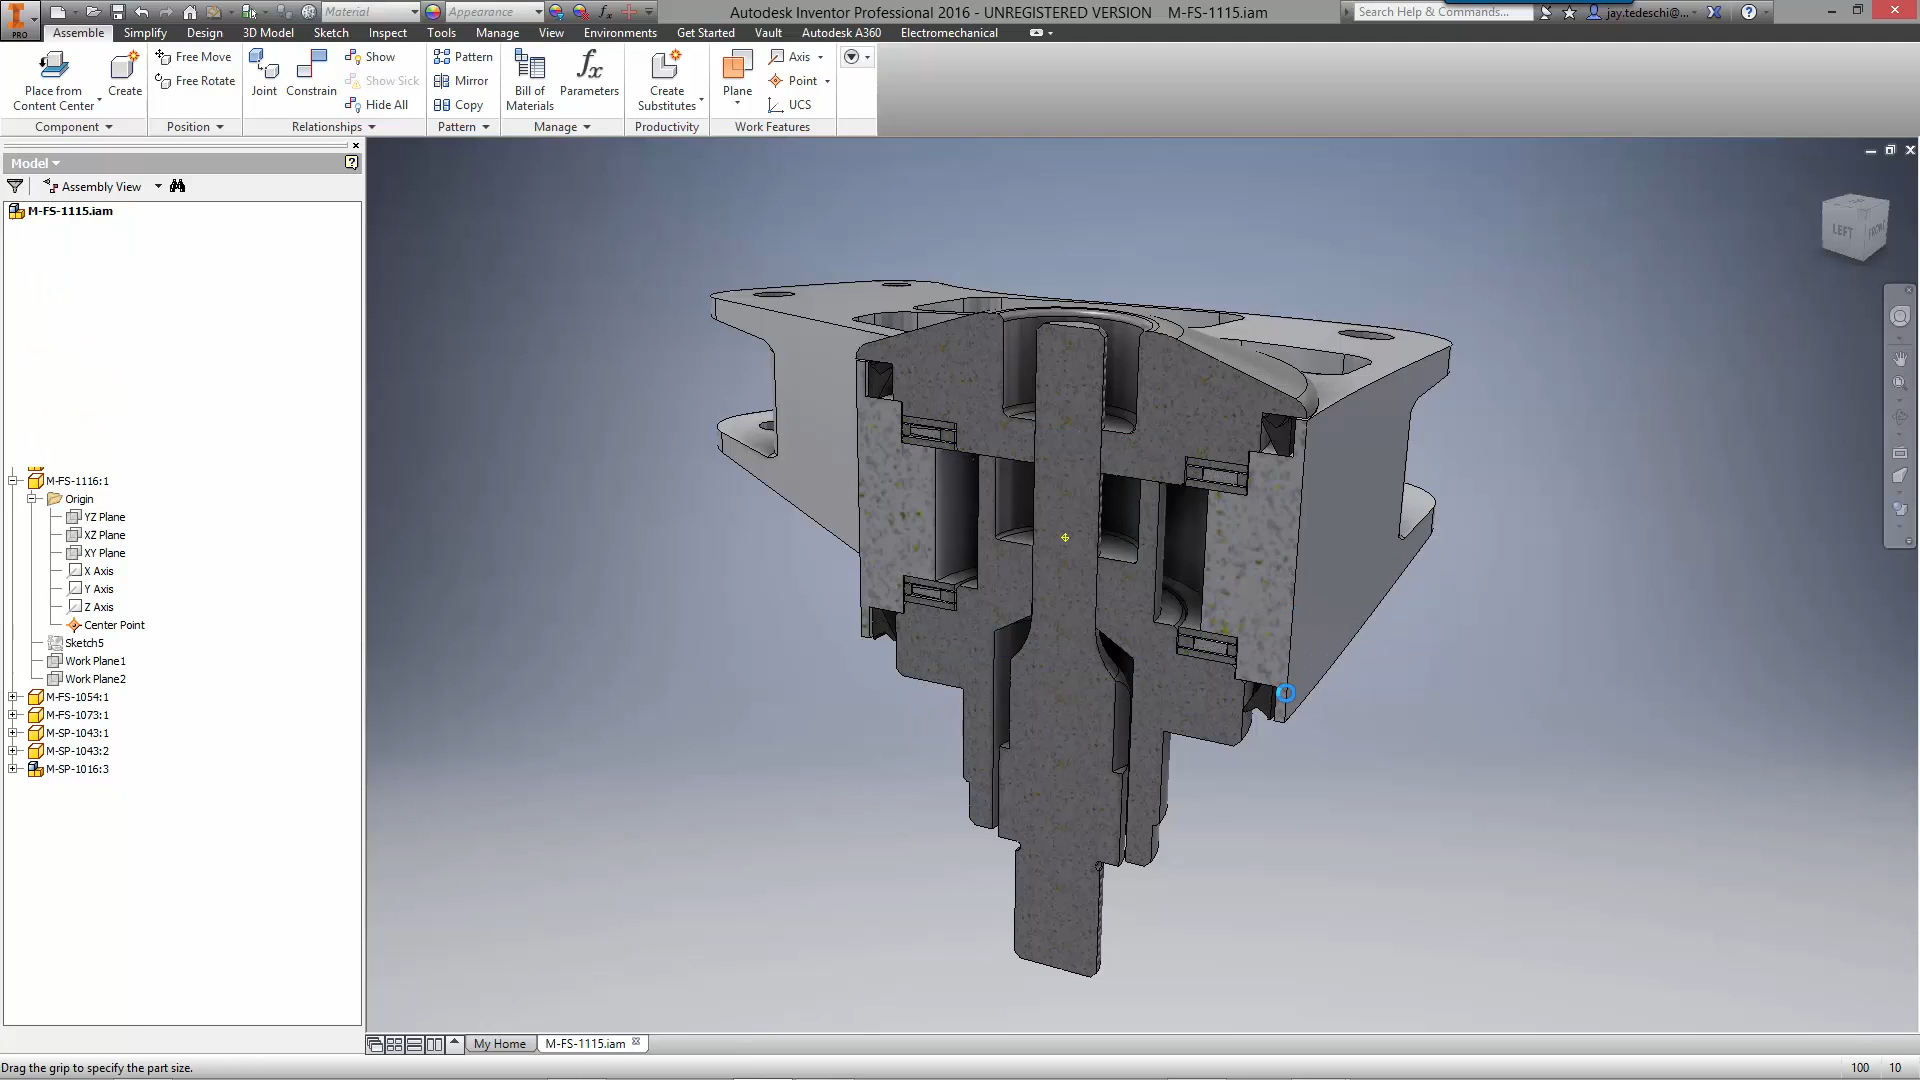 Material
Appearance
Autodesk Inventor Professional 2016 - UNREGISTERED VERSION M-FS-1115.iam
Search Help & Commands...
jay.tedeschi@...
PRO
Assemble Simplify Design 3D Model Sketch Inspect Tools Manage View Environments Get Started Vault Autodesk A360 Electromechanical
Place from
Content Center
Create
Free Move
Free Rotate
Joint
Constrain
Show
Show Sick
Hide All
Pattern
Mirror
Copy
Bill of
Materials
Parameters
Create
Substitutes
Plane
Axis
Point
UCS
Component
Position
Relationships
Pattern
Manage
Productivity
Work Features
Model
Assembly View
M-FS-1115.iam
M-FS-1116:1
Origin
YZ Plane
XZ Plane
XY Plane
X Axis
Y Axis
Z Axis
Center Point
Sketch5
Work Plane1
Work Plane2
M-FS-1054:1
M-FS-1073:1
M-SP-1043:1
M-SP-1043:2
M-SP-1016:3
LEFT
FRONT
My Home
M-FS-1115.iam
Drag the grip to specify the part size.
100 10